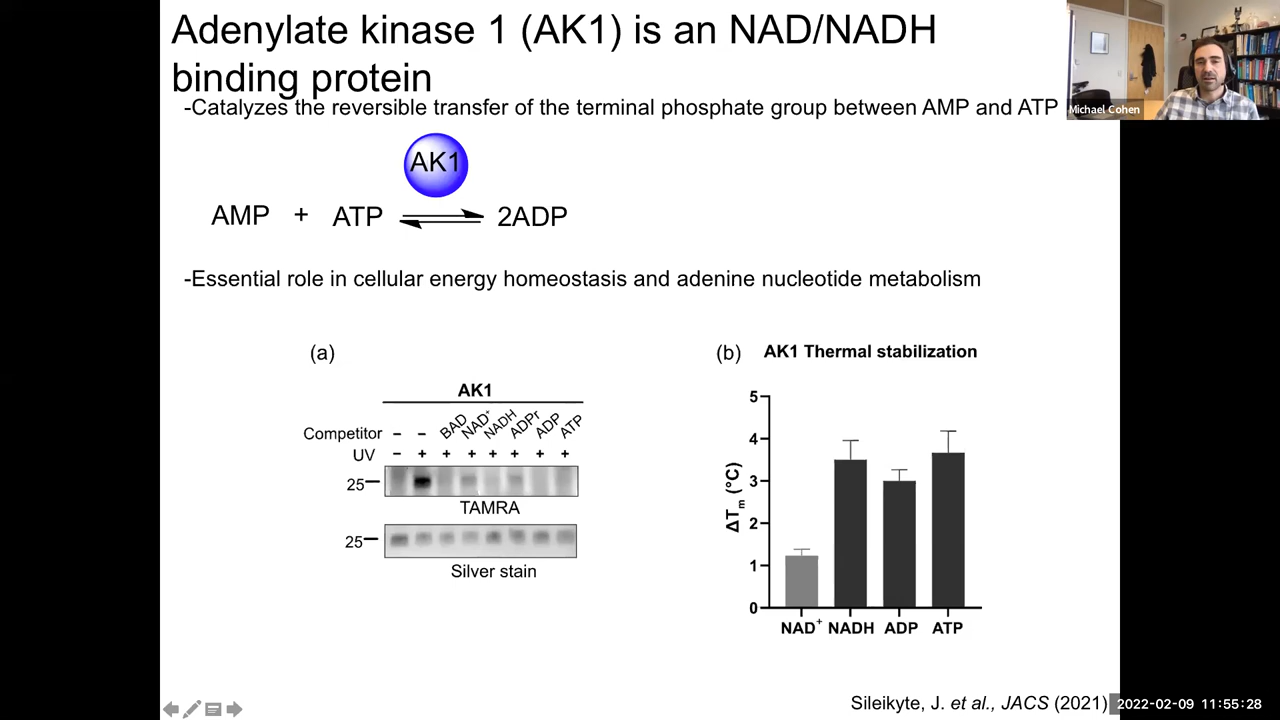 Adenylate kinase 1 (AK1) is an NAD/NADH
binding protein
-Catalyzes the reversible transfer of the terminal phosphate group between AMP and ATP
Michael Cohen
AK1
AMP + ATP 2ADP
-Essential role in cellular energy homeostasis and adenine nucleotide metabolism
(a)
AK1
Competitor - - BAD NAD+ NADH ADPr ADP ATP
UV - + + + + + + +
25
TAMRA
25
Silver stain
(b) AK1 Thermal stabilization
5
4
3
2
1
0
ΔTm (°C)
NAD+ NADH ADP ATP
Sileikyte, J. et al., JACS (2021)
2022-02-09 11:55:28